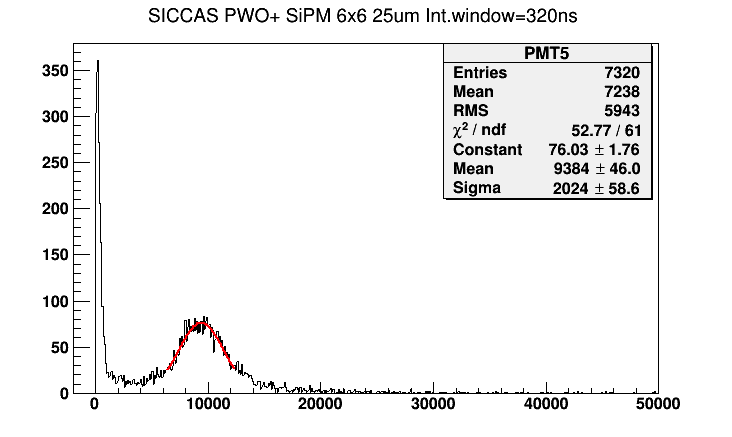 SICCAS PWO+ SiPM 6x6 25um Int.window=320ns
PMT5
Entries 7320
Mean 7238
RMS 5943
χ² / ndf 52.77 / 61
Constant 76.03 ± 1.76
Mean 9384 ± 46.0
Sigma 2024 ± 58.6
350
300
250
200
150
100
50
0
0 10000 20000 30000 40000 50000